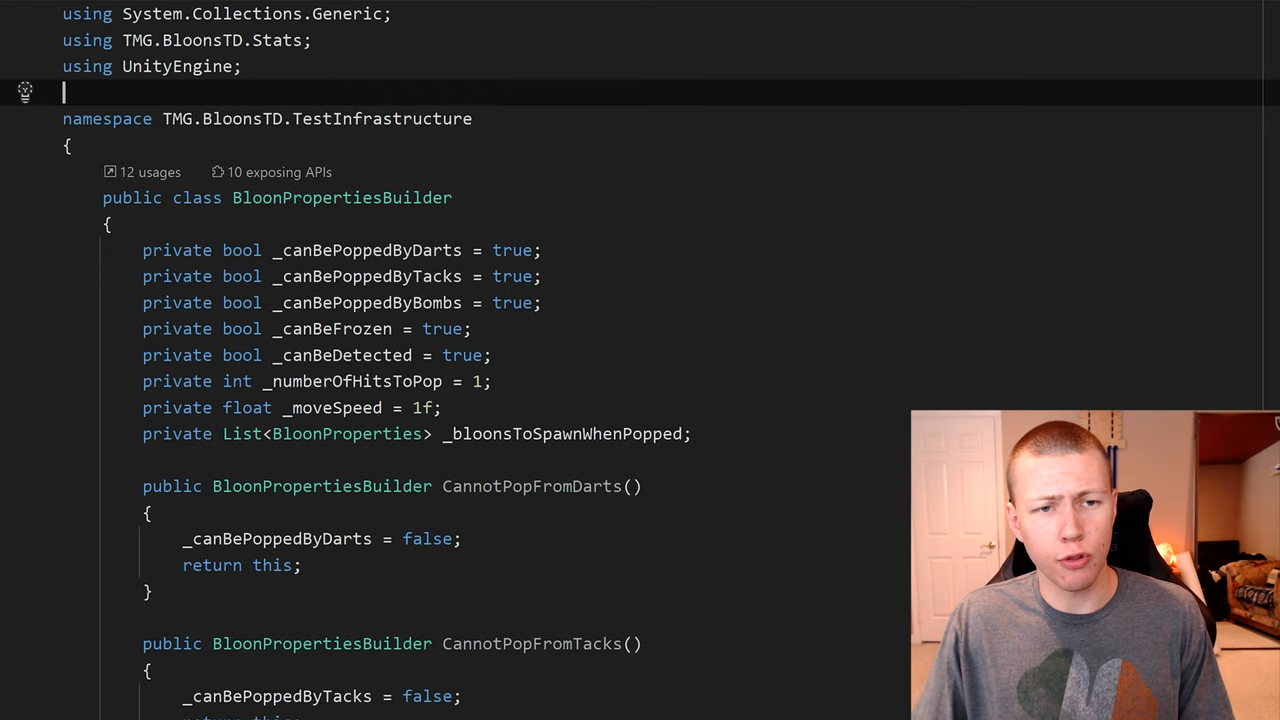 using System.Collections.Generic;
using TMG.BloonsTD.Stats;
using UnityEngine;
namespace TMG.BloonsTD.TestInfrastructure
{
12 usages 10 exposing APIs
public class BloonPropertiesBuilder
{
private bool _canBePoppedByDarts = true;
private bool _canBePoppedByTacks = true;
private bool _canBePoppedByBombs = true;
private bool _canBeFrozen = true;
private bool _canBeDetected = true;
private int _numberOfHitsToPop = 1;
private float _moveSpeed = 1f;
private List<BloonProperties> _bloonsToSpawnWhenPopped;
public BloonPropertiesBuilder CannotPopFromDarts()
{
_canBePoppedByDarts = false;
return this;
}
public BloonPropertiesBuilder CannotPopFromTacks()
{
_canBePoppedByTacks = false;
return this;